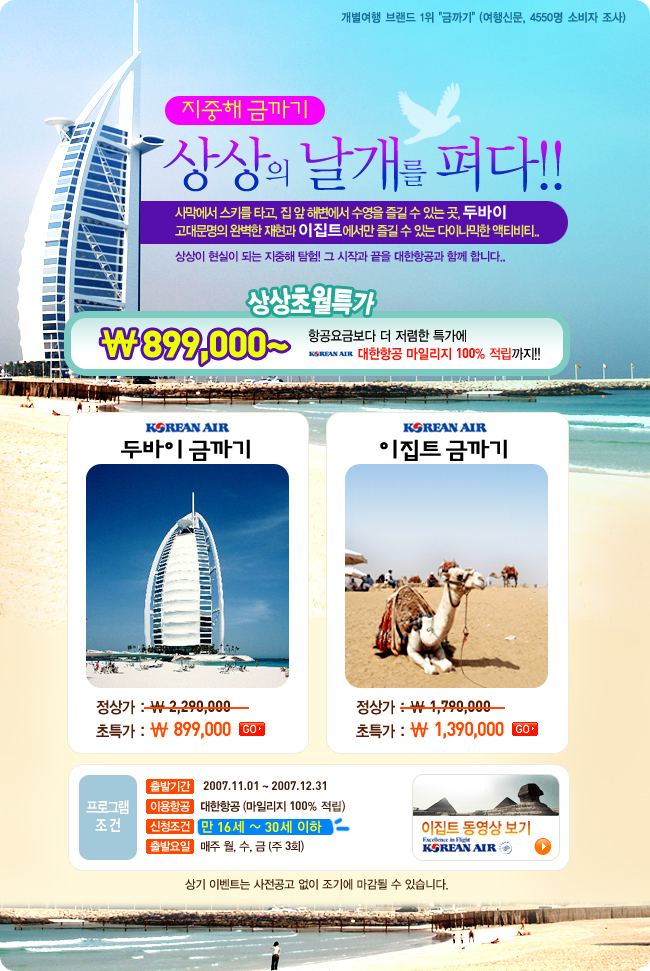 개별여행 브랜드 1위 "금까기" (여행신문, 4550명 소비자 조사)
지중해 금까기
상상의 날개를 펴다!!
사막에서 스키를 타고, 집 앞 해변에서 수영을 즐길 수 있는 곳, 두바이
고대문명의 완벽한 재현과 이집트에서만 즐길 수 있는 다이나믹한 액티비티..
상상이 현실이 되는 지중해 탐험! 그 시작과 끝을 대한항공과 함께 합니다..
상상초월특가
₩899,000~
항공요금보다 더 저렴한 특가에
KOREAN AIR 대한항공 마일리지 100% 적립까지!!
KOREAN AIR
두바이 금까기
정상가 : ₩ 2,290,000
초특가 : ₩ 899,000 GO
KOREAN AIR
이집트 금까기
정상가 : ₩ 1,790,000
초특가 : ₩ 1,390,000 GO
프로그램
조건
출발기간 2007.11.01 ~ 2007.12.31
이용항공 대한항공 (마일리지 100% 적립)
신청조건 만 16세 ~ 30세 이하
출발요일 매주 월, 수, 금 (주 3회)
이집트 동영상 보기
Excellence in Flight
KOREAN AIR
상기 이벤트는 사전공고 없이 조기에 마감될 수 있습니다.